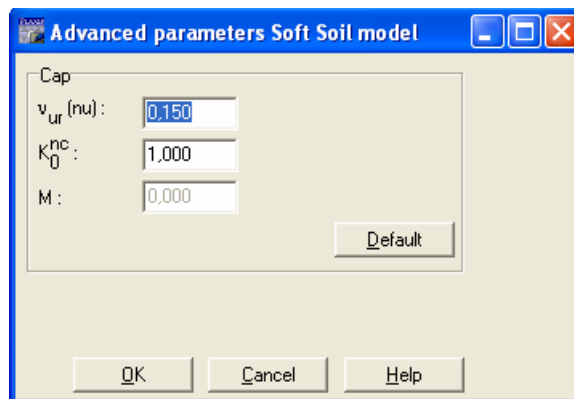 Advanced parameters Soft Soil model
Cap
νur (nu) : 0,150
K0nc : 1,000
M : 0,000
Default
OK Cancel Help